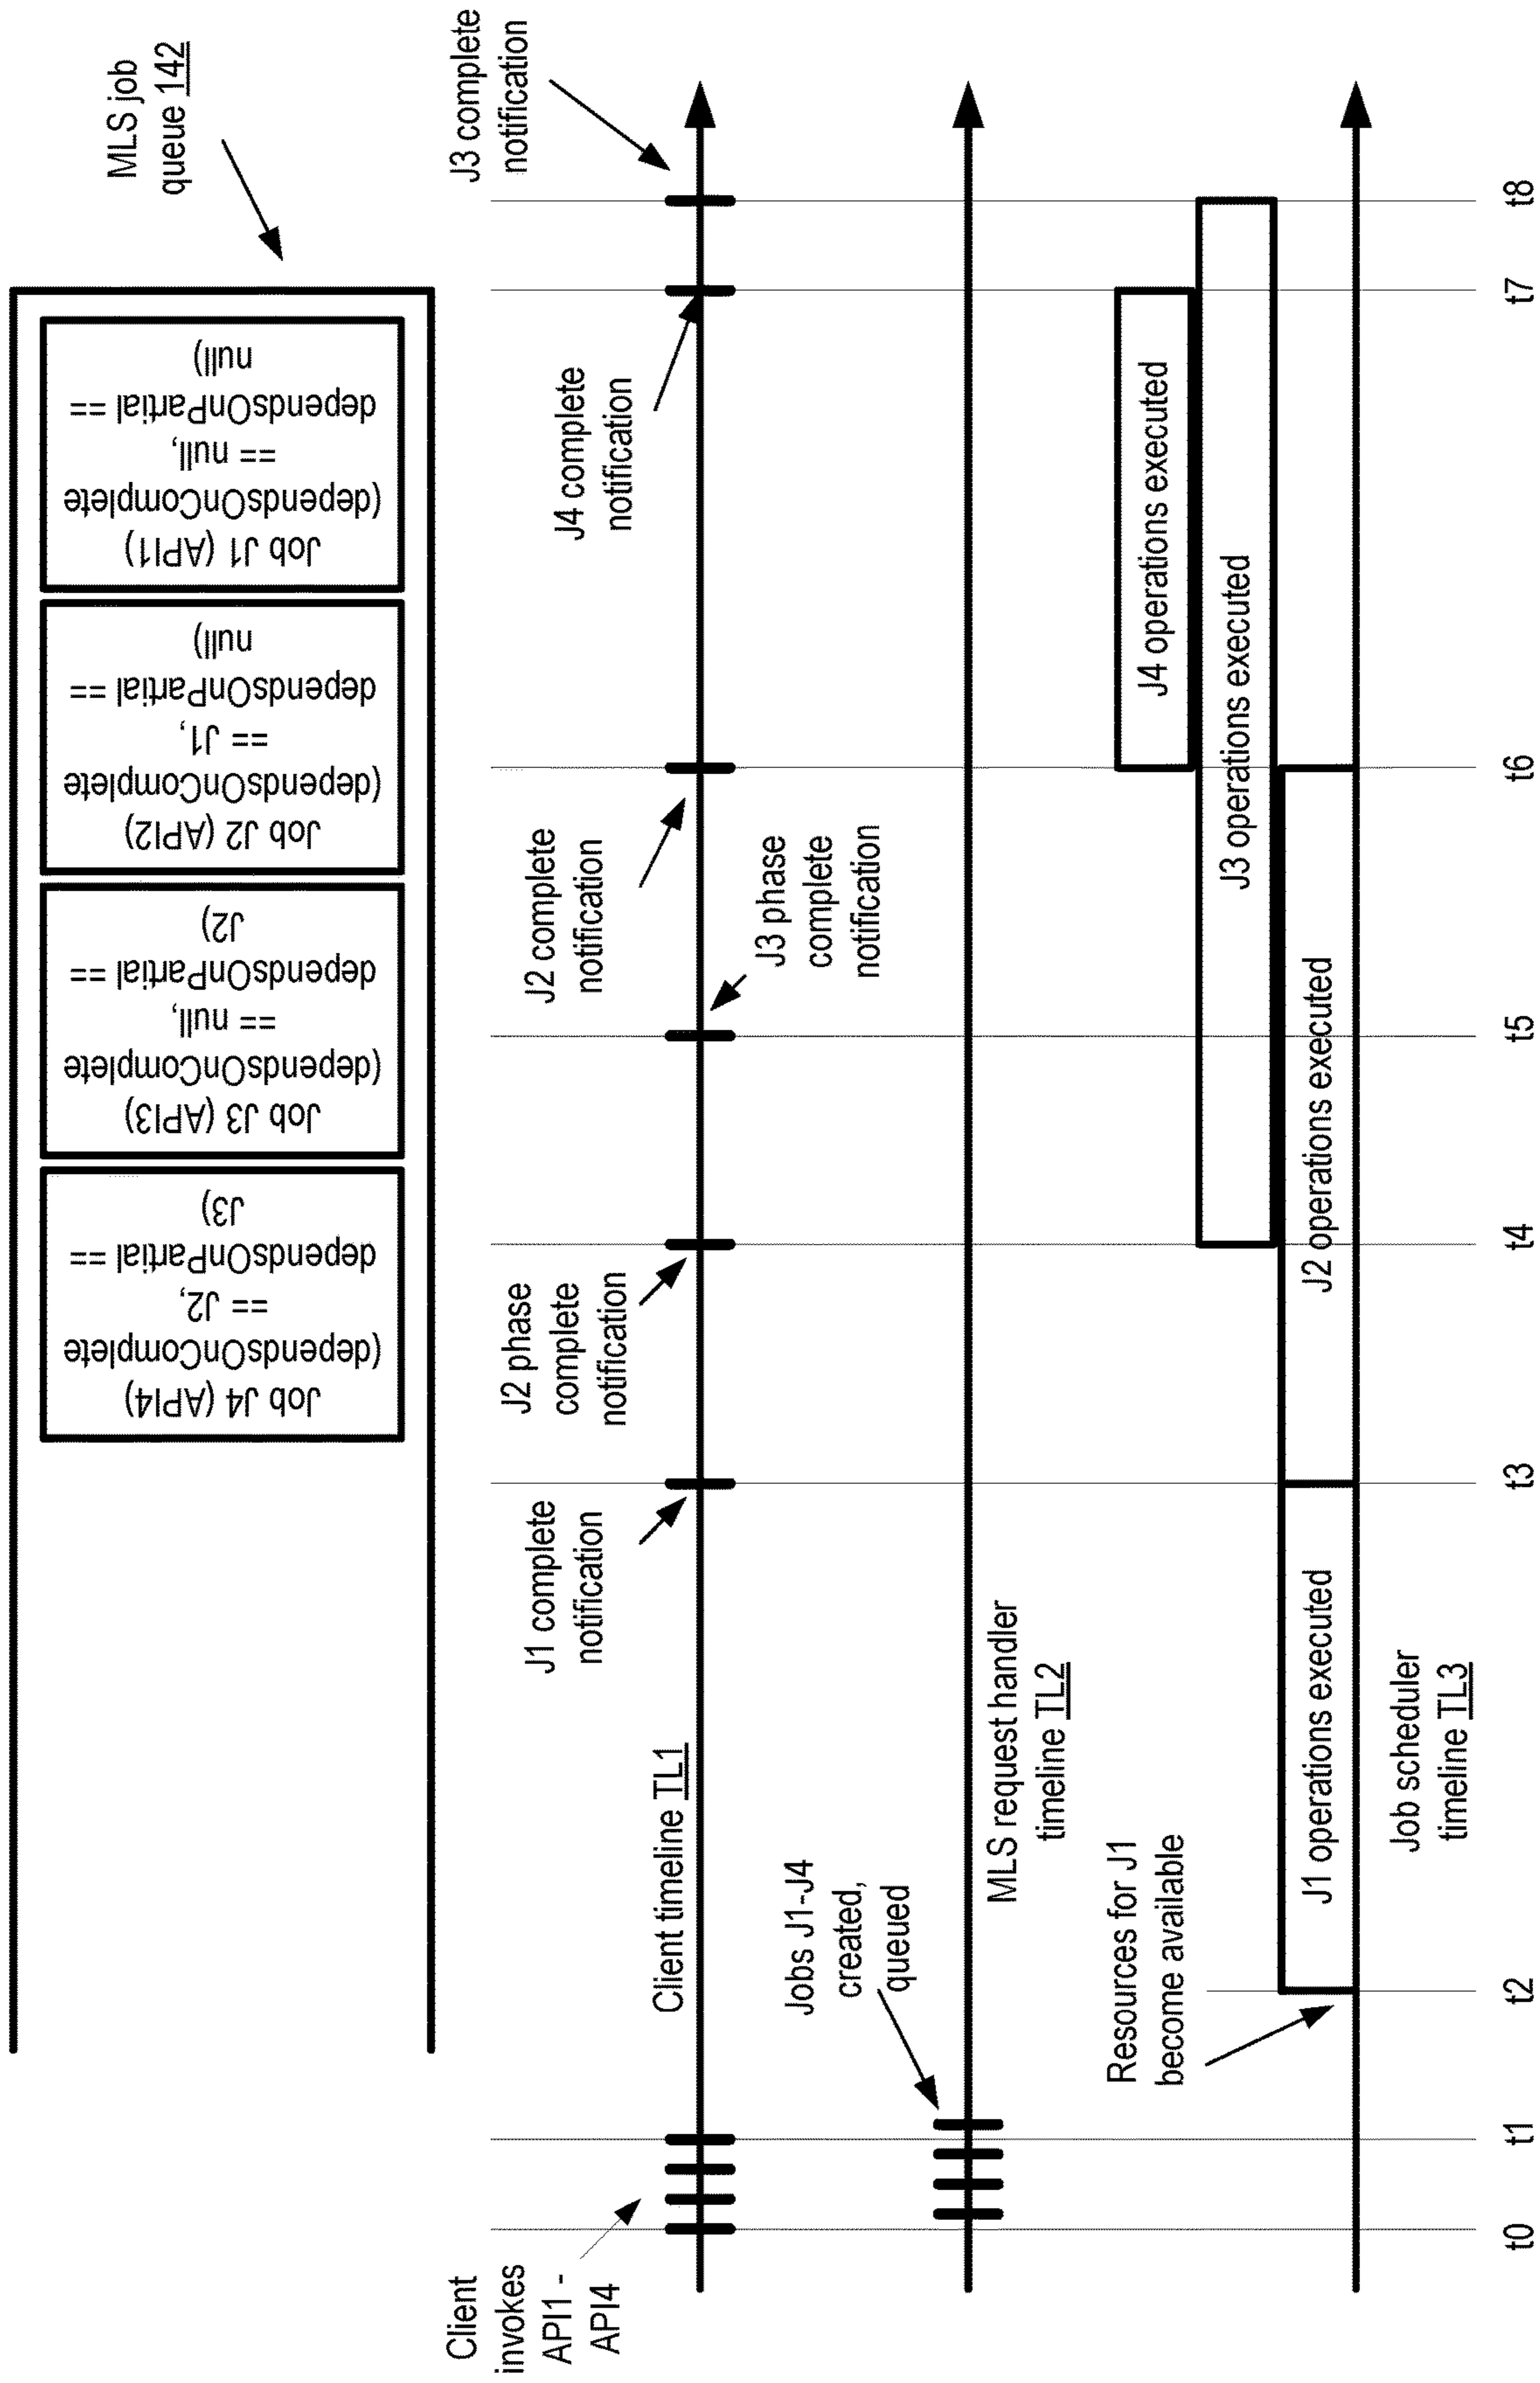 MLS job
queue 142
Job J4 (API4)
(dependsOnComplete
== J2,
dependsOnPartial ==
J3)
Job J3 (API3)
(dependsOnComplete
== null,
dependsOnPartial ==
J2)
Job J2 (API2)
(dependsOnComplete
== J1,
dependsOnPartial ==
null)
Job J1 (API1)
(dependsOnComplete
== null,
dependsOnPartial ==
null)
Client
invokes
API1 -
API4
J1 complete
notification
J2 phase
complete
notification
J2 complete
notification
J3 phase
complete
notification
J4 complete
notification
J3 complete
notification
Client timeline TL1
Jobs J1-J4
created,
queued
MLS request handler
timeline TL2
Resources for J1
become available
J1 operations executed
J2 operations executed
J3 operations executed
J4 operations executed
Job scheduler
timeline TL3
t0
t1
t2
t3
t4
t5
t6
t7
t8